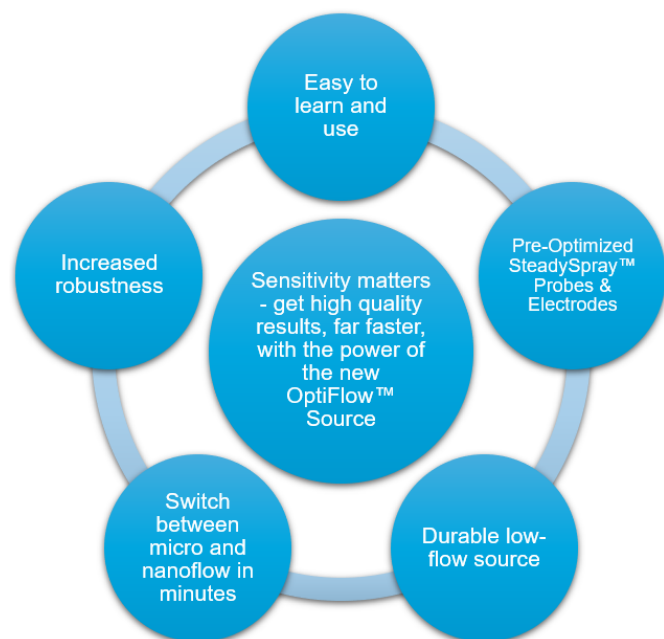 Easy to
learn and
use
Pre-Optimized
SteadySpray™
Probes &
Electrodes
Durable low-
flow source
Switch
between
micro and
nanoflow in
minutes
Increased
robustness
Sensitivity matters
- get high quality
results, far faster,
with the power of
the new
OptiFlow™
Source